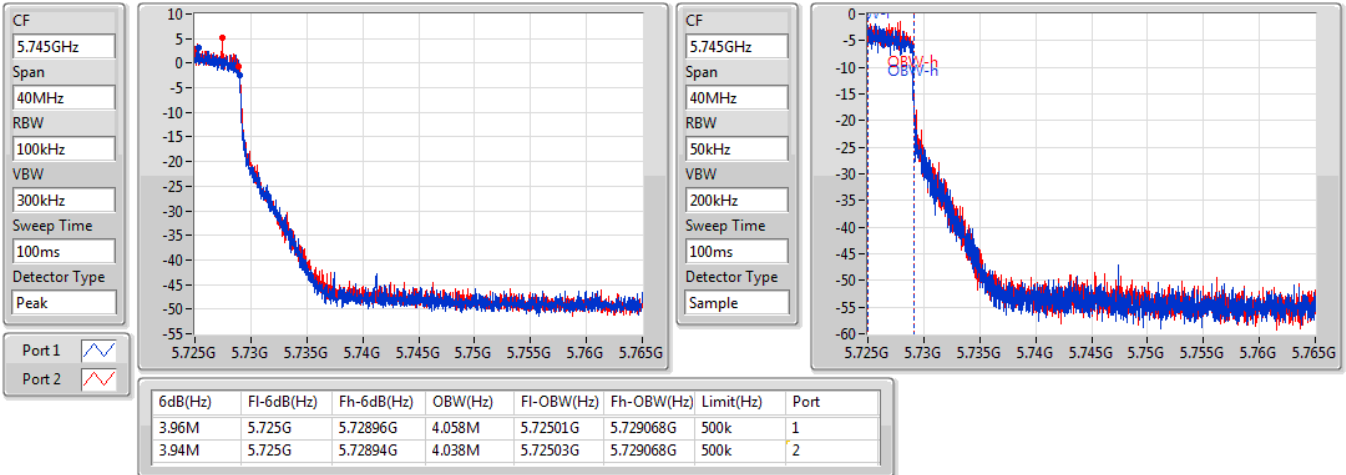 CF
5.745GHz
Span
40MHz
RBW
100kHz
VBW
300kHz
Sweep Time
100ms
Detector Type
Peak
10
5
0
-5
-10
-15
-20
-25
-30
-35
-40
-45
-50
-55
5.725G 5.73G 5.735G 5.74G 5.745G 5.75G 5.755G 5.76G 5.765G
CF
5.745GHz
Span
40MHz
RBW
50kHz
VBW
200kHz
Sweep Time
100ms
Detector Type
Sample
0
-5
-10
-15
-20
-25
-30
-35
-40
-45
-50
-55
-60
OBW-h
OBW-h
5.725G 5.73G 5.735G 5.74G 5.745G 5.75G 5.755G 5.76G 5.765G
Port 1
Port 2
6dB(Hz) Fl-6dB(Hz) Fh-6dB(Hz) OBW(Hz) Fl-OBW(Hz) Fh-OBW(Hz) Limit(Hz) Port
3.96M 5.725G 5.72896G 4.058M 5.72501G 5.729068G 500k 1
3.94M 5.725G 5.72894G 4.038M 5.72503G 5.729068G 500k 2